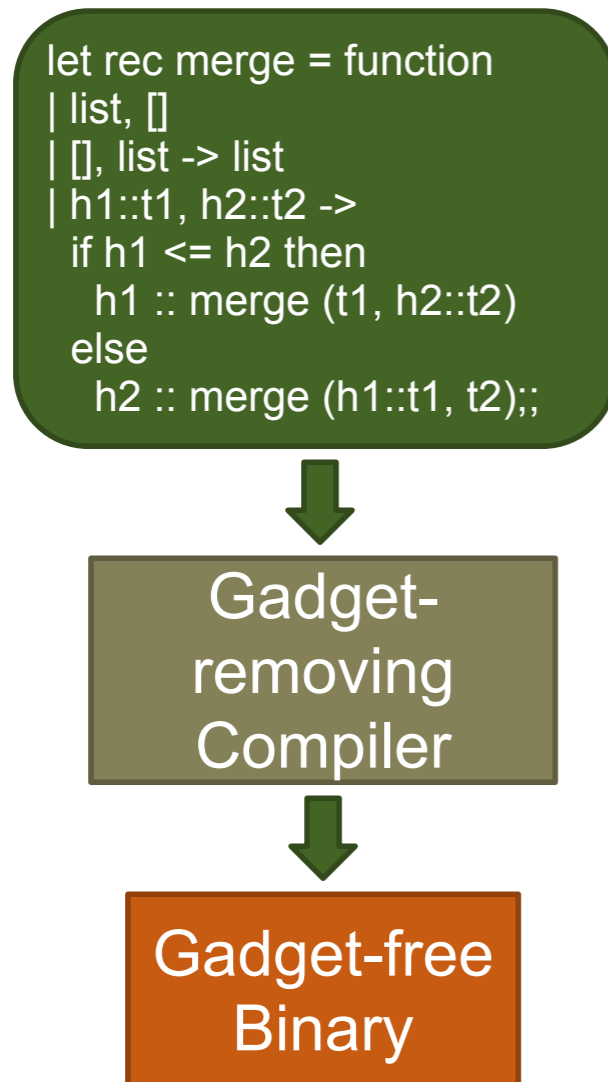 let rec merge = function
| list, []
| [], list -> list
| h1::t1, h2::t2 ->
if h1 <= h2 then
h1 :: merge (t1, h2::t2)
else
h2 :: merge (h1::t1, t2);;
Gadget-
removing
Compiler
Gadget-free
Binary